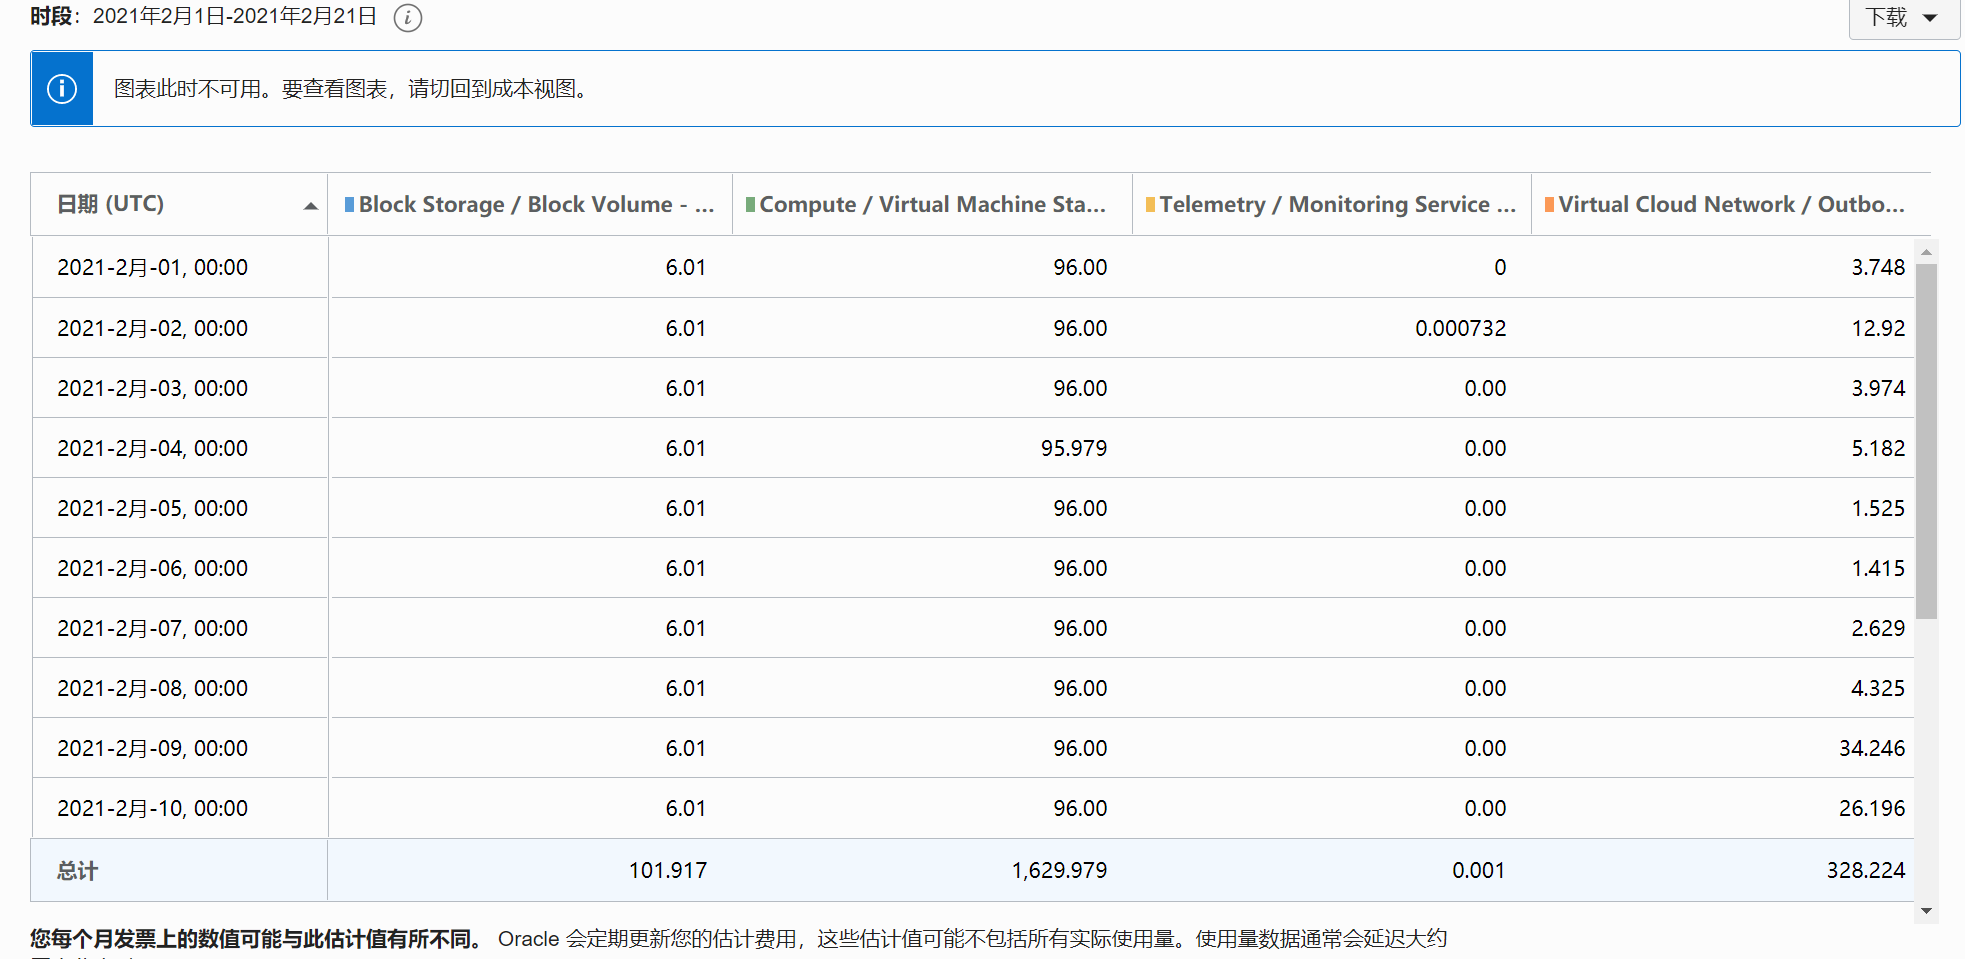 时段：2021年2月1日-2021年2月21日 i
下载
图表此时不可用。要查看图表，请切回到成本视图。
日期 (UTC) Block Storage / Block Volume - ... Compute / Virtual Machine Sta... Telemetry / Monitoring Service ... Virtual Cloud Network / Outbo...
2021-2月-01, 00:00 6.01 96.00 0 3.748
2021-2月-02, 00:00 6.01 96.00 0.000732 12.92
2021-2月-03, 00:00 6.01 96.00 0.00 3.974
2021-2月-04, 00:00 6.01 95.979 0.00 5.182
2021-2月-05, 00:00 6.01 96.00 0.00 1.525
2021-2月-06, 00:00 6.01 96.00 0.00 1.415
2021-2月-07, 00:00 6.01 96.00 0.00 2.629
2021-2月-08, 00:00 6.01 96.00 0.00 4.325
2021-2月-09, 00:00 6.01 96.00 0.00 34.246
2021-2月-10, 00:00 6.01 96.00 0.00 26.196
总计 101.917 1,629.979 0.001 328.224
您每个月发票上的数值可能与此估计值有所不同。 Oracle 会定期更新您的估计费用，这些估计值可能不包括所有实际使用量。使用量数据通常会延迟大约